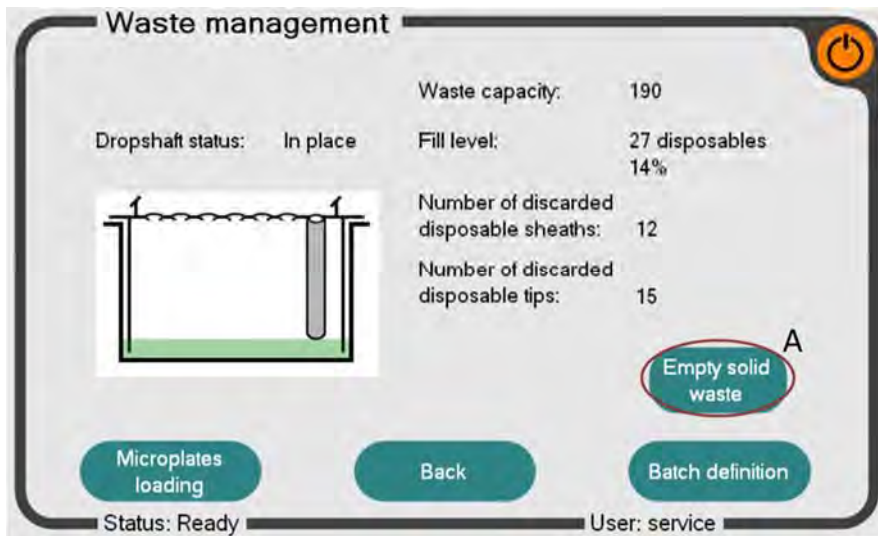 Waste management
Waste capacity: 190
Dropshaft status: In place
Fill level: 27 disposables
14%
Number of discarded
disposable sheaths: 12
Number of discarded
disposable tips: 15
A
Empty solid
waste
Microplates
loading
Back
Batch definition
Status: Ready
User: service